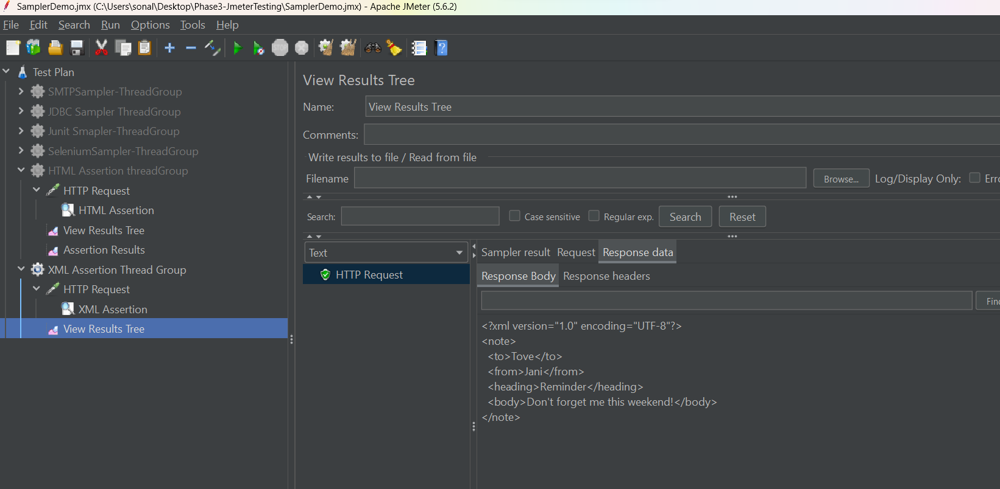 SamplerDemo.jmx (C:\Users\sonal\Desktop\Phase3-JmeterTesting\SamplerDemo.jmx) - Apache JMeter (5.6.2)
File Edit Search Run Options Tools Help
STOP
Test Plan
SMTPSampler-ThreadGroup
JDBC Sampler ThreadGroup
Junit Smapler-ThreadGroup
SeleniumSampler-ThreadGroup
HTML Assertion threadGroup
HTTP Request
HTML Assertion
View Results Tree
Assertion Results
XML Assertion Thread Group
HTTP Request
XML Assertion
View Results Tree
View Results Tree
Name: View Results Tree
Comments:
Write results to file / Read from file
Filename Browse... Log/Display Only: Erro
Search: Case sensitive Regular exp. Search Reset
Text
HTTP Request
Sampler result Request Response data
Response Body Response headers
Find
<?xml version="1.0" encoding="UTF-8"?>
<note>
<to>Tove</to>
<from>Jani</from>
<heading>Reminder</heading>
<body>Don't forget me this weekend!</body>
</note>